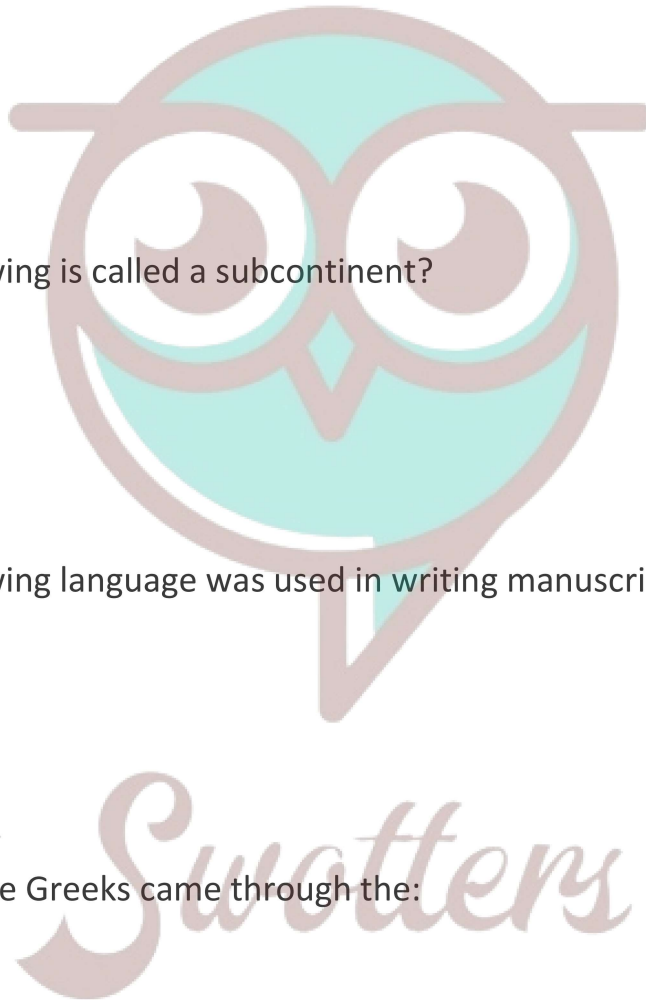 ving is called a subcontinent?
ving language was used in writing manuscri
e Greeks came through the:
Swotters